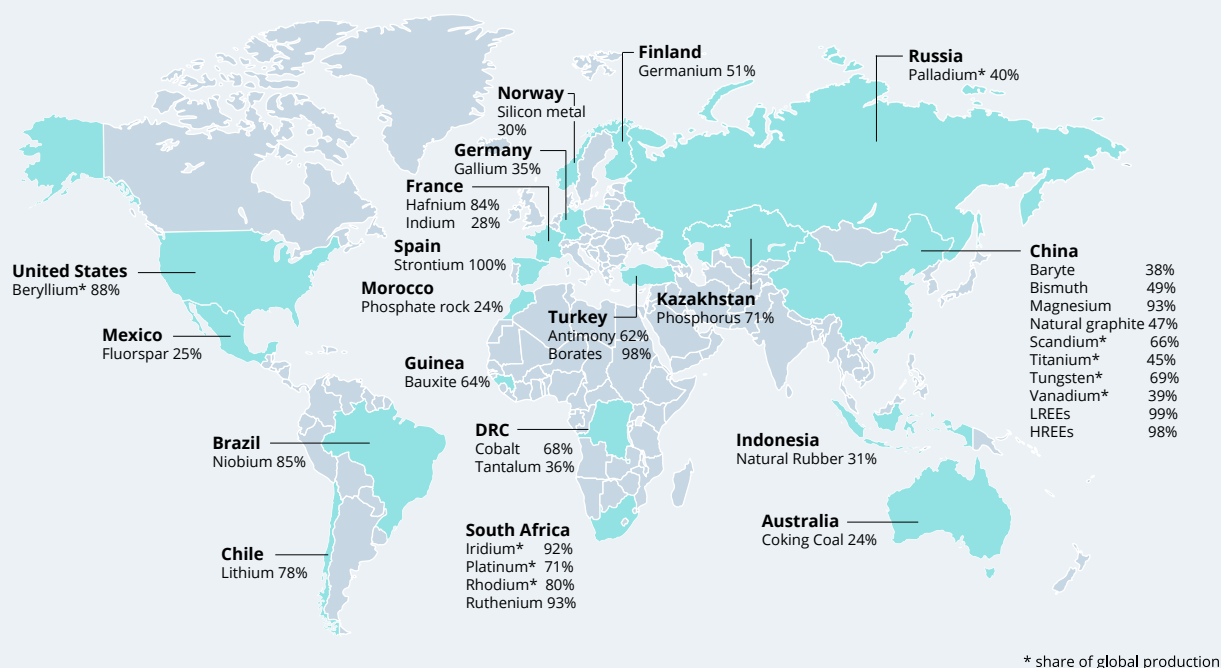 Finland
Germanium 51%
Russia
Palladium* 40%
Norway
Silicon metal
30%
Germany
Gallium 35%
France
Hafnium 84%
Indium 28%
Spain
Strontium 100%
Morocco
Phosphate rock 24%
United States
Beryllium* 88%
Mexico
Fluorspar 25%
Turkey
Antimony 62%
Borates 98%
Kazakhstan
Phosphorus 71%
China
Baryte 38%
Bismuth 49%
Magnesium 93%
Natural graphite 47%
Scandium* 66%
Titanium* 45%
Tungsten* 69%
Vanadium* 39%
LREEs 99%
HREEs 98%
Guinea
Bauxite 64%
Brazil
Niobium 85%
DRC
Cobalt 68%
Tantalum 36%
Indonesia
Natural Rubber 31%
Chile
Lithium 78%
South Africa
Iridium* 92%
Platinum* 71%
Rhodium* 80%
Ruthenium 93%
Australia
Coking Coal 24%
* share of global production